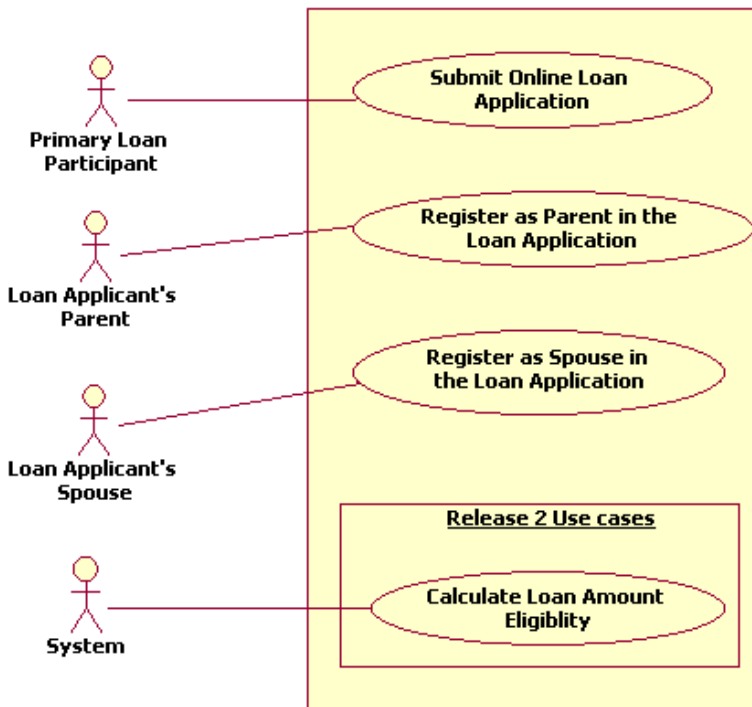 Submit Online Loan
Application
Primary Loan
Participant
Register as Parent in the
Loan Application
Loan Applicant's
Parent
Register as Spouse in
the Loan Application
Loan Applicant's
Spouse
Release 2 Use cases
Calculate Loan Amount
Eligiblity
System